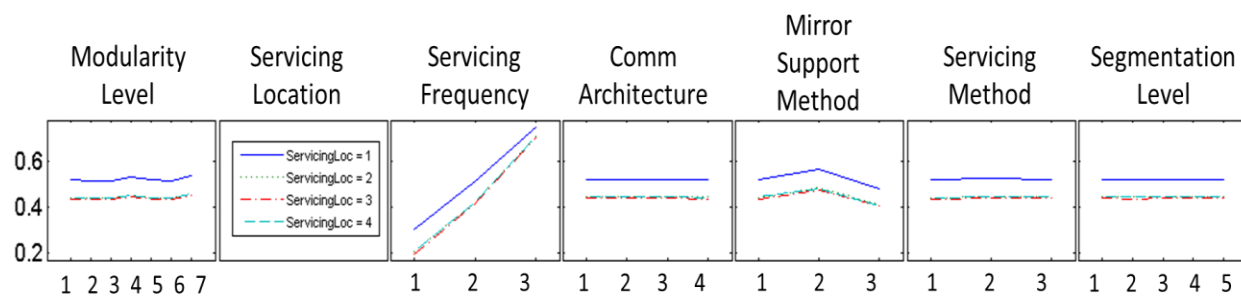 Modularity
Level
Servicing
Location
Servicing
Frequency
Comm
Architecture
Mirror
Support
Method
Servicing
Method
Segmentation
Level
0.6
0.4
0.2
ServicingLoc = 1
ServicingLoc = 2
ServicingLoc = 3
ServicingLoc = 4
1 2 3 4 5 6 7
1 2 3
1 2 3 4
1 2 3
1 2 3
1 2 3 4 5